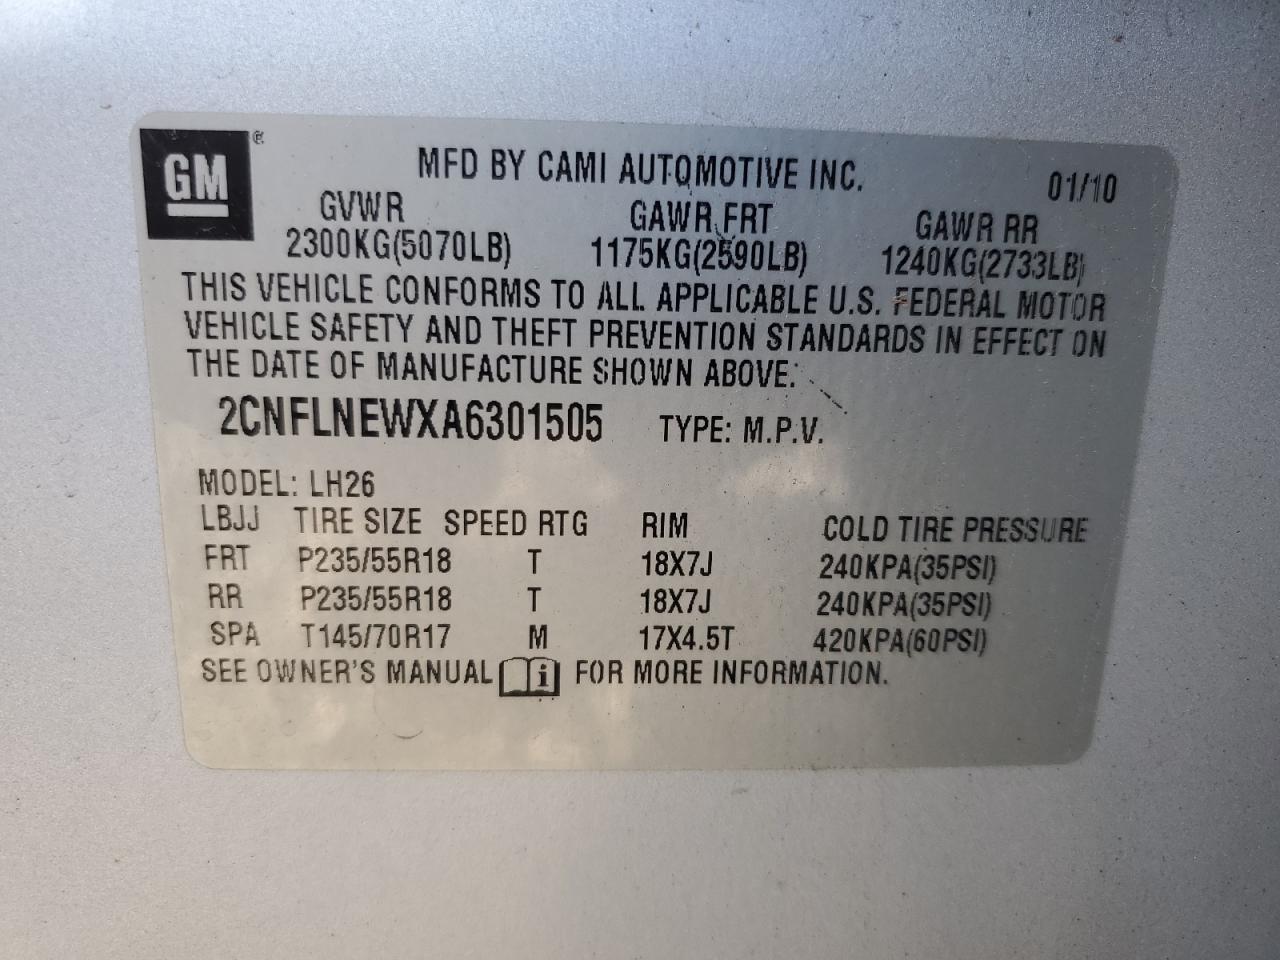 GM ®
MFD BY CAMI AUTOMOTIVE INC. 01/10
GVWR GAWR FRT GAWR RR
2300KG(5070LB) 1175KG(2590LB) 1240KG(2733LB)
THIS VEHICLE CONFORMS TO ALL APPLICABLE U.S. FEDERAL MOTOR
VEHICLE SAFETY AND THEFT PREVENTION STANDARDS IN EFFECT ON
THE DATE OF MANUFACTURE SHOWN ABOVE.
2CNFLNEWXA6301505 TYPE: M.P.V.
MODEL: LH26
LBJJ TIRE SIZE SPEED RTG RIM COLD TIRE PRESSURE
FRT P235/55R18 T 18X7J 240KPA(35PSI)
RR P235/55R18 T 18X7J 240KPA(35PSI)
SPA T145/70R17 M 17X4.5T 420KPA(60PSI)
SEE OWNER'S MANUAL i FOR MORE INFORMATION.